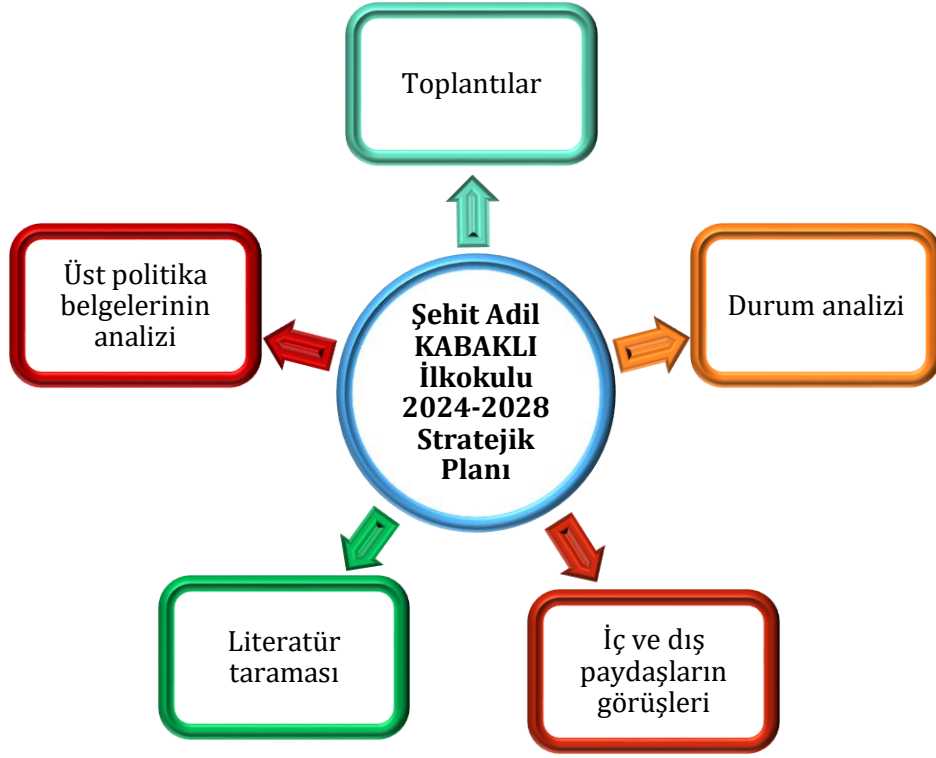 Toplantılar
Üst politika
belgelerinin
analizi
Şehit Adil
KABAKLI
İlkokulu
2024-2028
Stratejik
Planı
Durum analizi
Literatür
taraması
İç ve dış
paydaşların
görüşleri